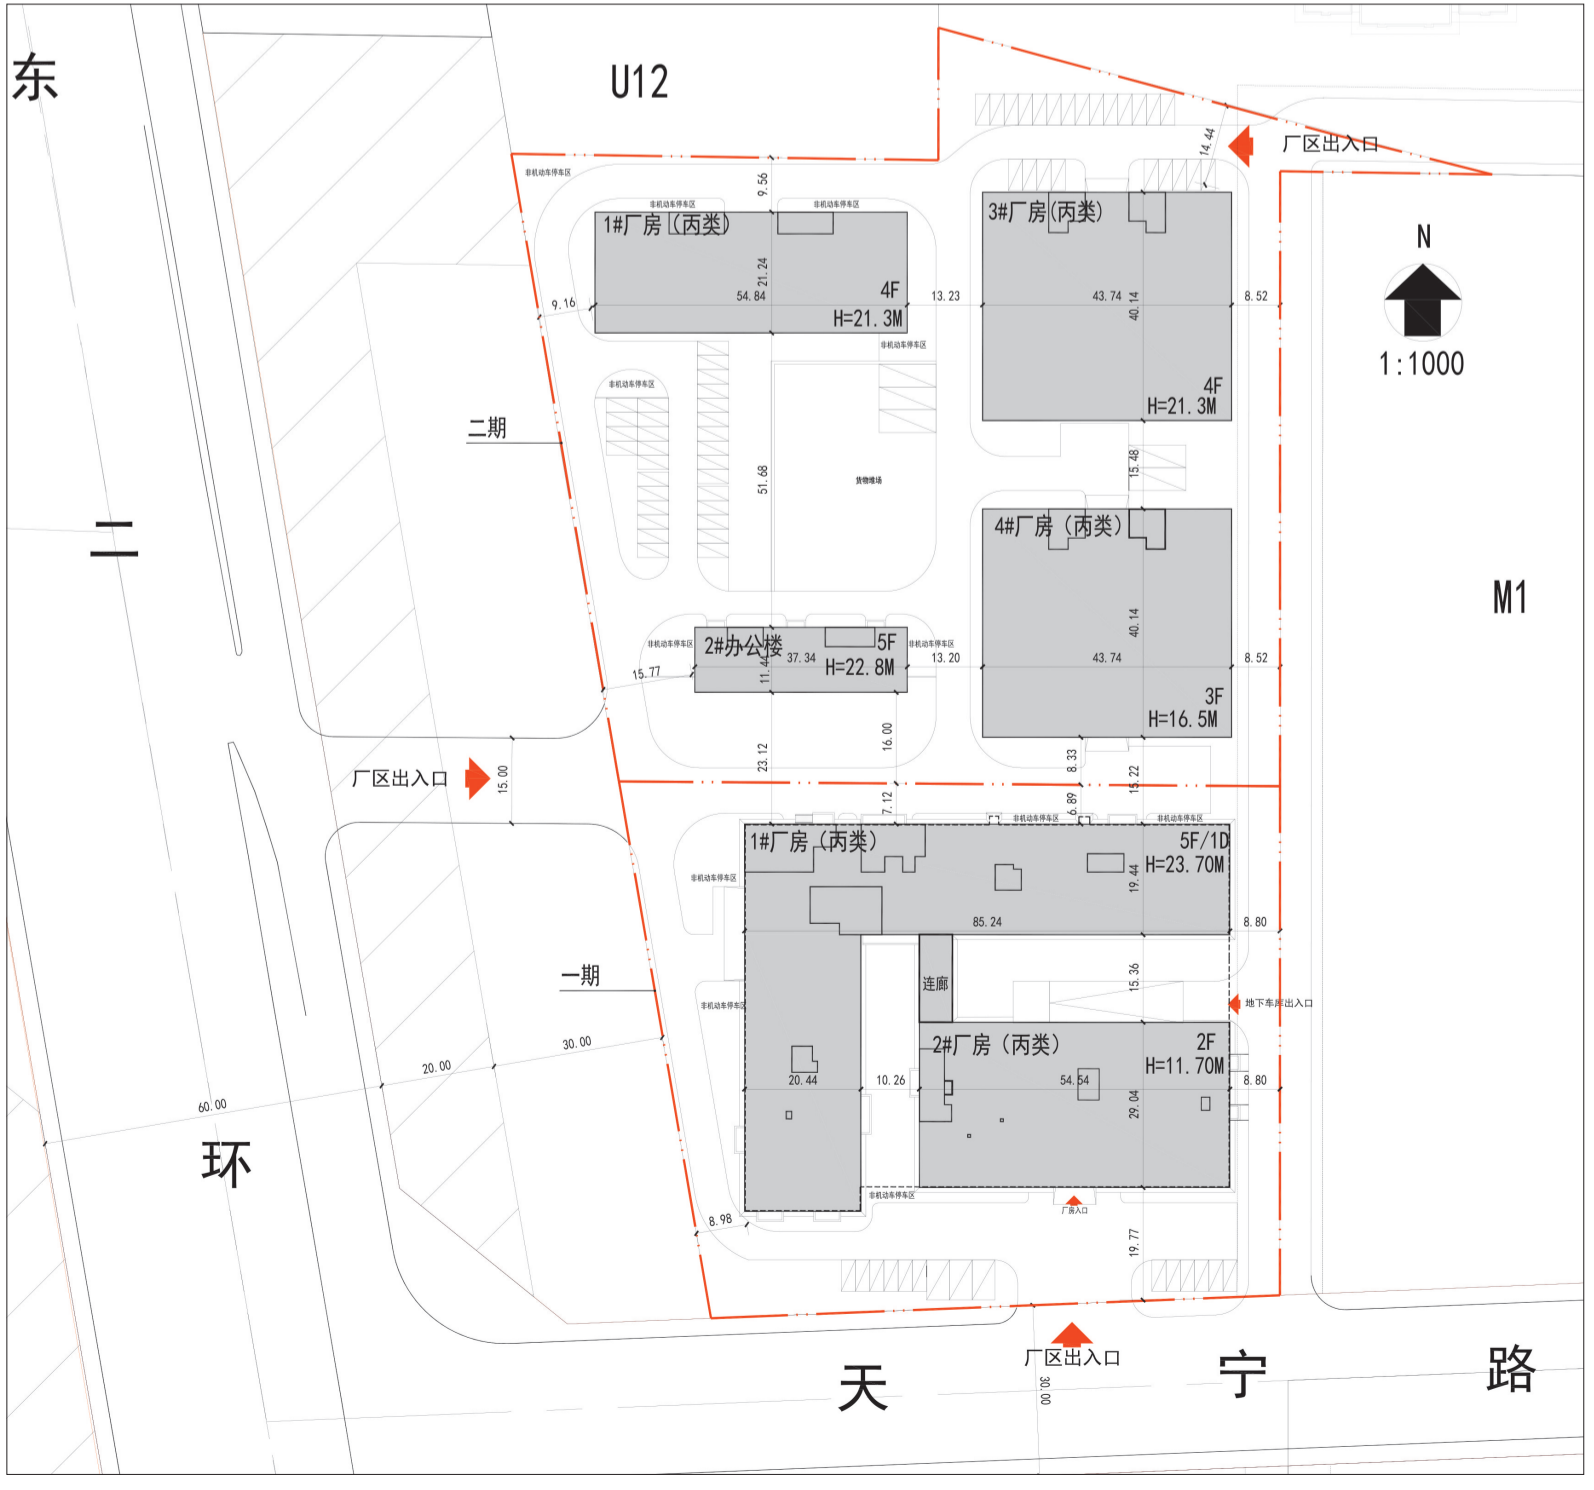 东
U12
14.44
厂区出入口
非机动车停车区
9.56
非机动车停车区
非机动车停车区
1#厂房（丙类）
3#厂房(丙类)
N
21.24
54.84
4F
H=21.3M
9.16
13.23
43.74
40.14
8.52
1:1000
非机动车停车区
非机动车停车区
4F
H=21.3M
二期
51.68
货物堆场
15.48
二
4#厂房（丙类）
M1
40.14
非机动车停车区
2#办公楼
5F
H=22.8M
非机动车停车区
37.34
11.44
13.20
43.74
8.52
15.77
3F
H=16.5M
23.12
16.00
8.33
15.22
厂区出入口
15.00
7.12
6.89
非机动车停车区
非机动车停车区
1#厂房（丙类）
5F/1D
H=23.70M
非机动车停车区
19.44
85.24
8.80
一期
连廊
15.36
非机动车停车区
地下车库出入口
2#厂房（丙类）
2F
H=11.70M
30.00
20.00
60.00
20.44
10.26
54.54
8.80
29.04
环
非机动车停车区
厂房入口
8.98
19.77
厂区出入口
30.00
天
宁
路